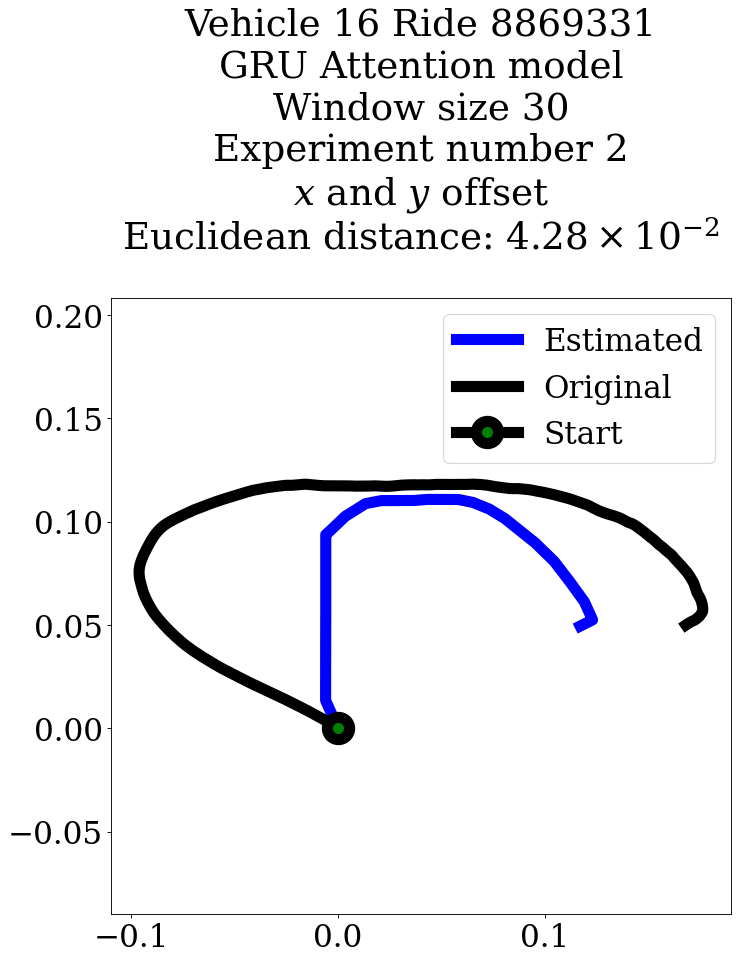 Vehicle 16 Ride 8869331
GRU Attention model
Window size 30
Experiment number 2
x and y offset
Euclidean distance: 4.28 × 10⁻²
Estimated
Original
Start
0.20
0.15
0.10
0.05
0.00
−0.05
−0.1 0.0 0.1